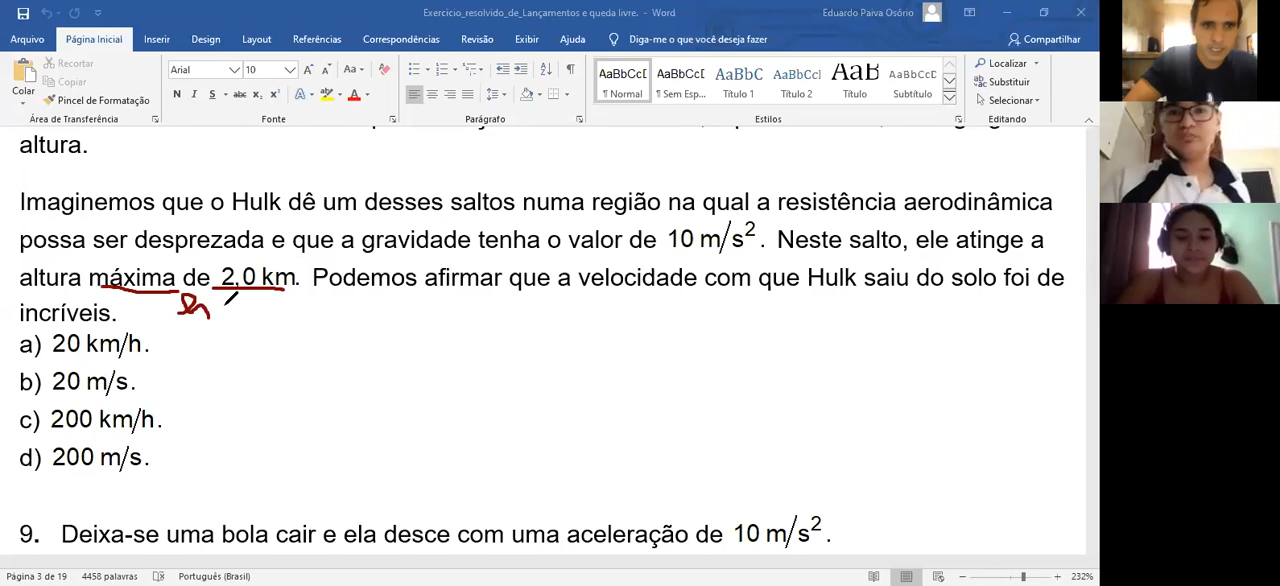 Exercicio_resolvido_de_Lançamentos e queda livre. - Word
Eduardo Paiva Osório
Arquivo Página Inicial Inserir Design Layout Referências Correspondências Revisão Exibir Ajuda Diga-me o que você deseja fazer Compartilhar
Colar
Recortar
Copiar
Pincel de Formatação
Área de Transferência
Arial 10
Fonte
Parágrafo
AaBbCcD AaBbCcD AaBbC AaBbCcI AaB AaBbCcD
¶ Normal ¶ Sem Esp... Título 1 Título 2 Título Subtítulo
Estilos
Localizar
Substituir
Selecionar
Editando
altura.
Imaginemos que o Hulk dê um desses saltos numa região na qual a resistência aerodinâmica
possa ser desprezada e que a gravidade tenha o valor de 10 m/s². Neste salto, ele atinge a
altura máxima de 2,0 km. Podemos afirmar que a velocidade com que Hulk saiu do solo foi de
incríveis.
a) 20 km/h.
b) 20 m/s.
c) 200 km/h.
d) 200 m/s.
9. Deixa-se uma bola cair e ela desce com uma aceleração de 10 m/s².
Página 3 de 19 4458 palavras Português (Brasil) 232%